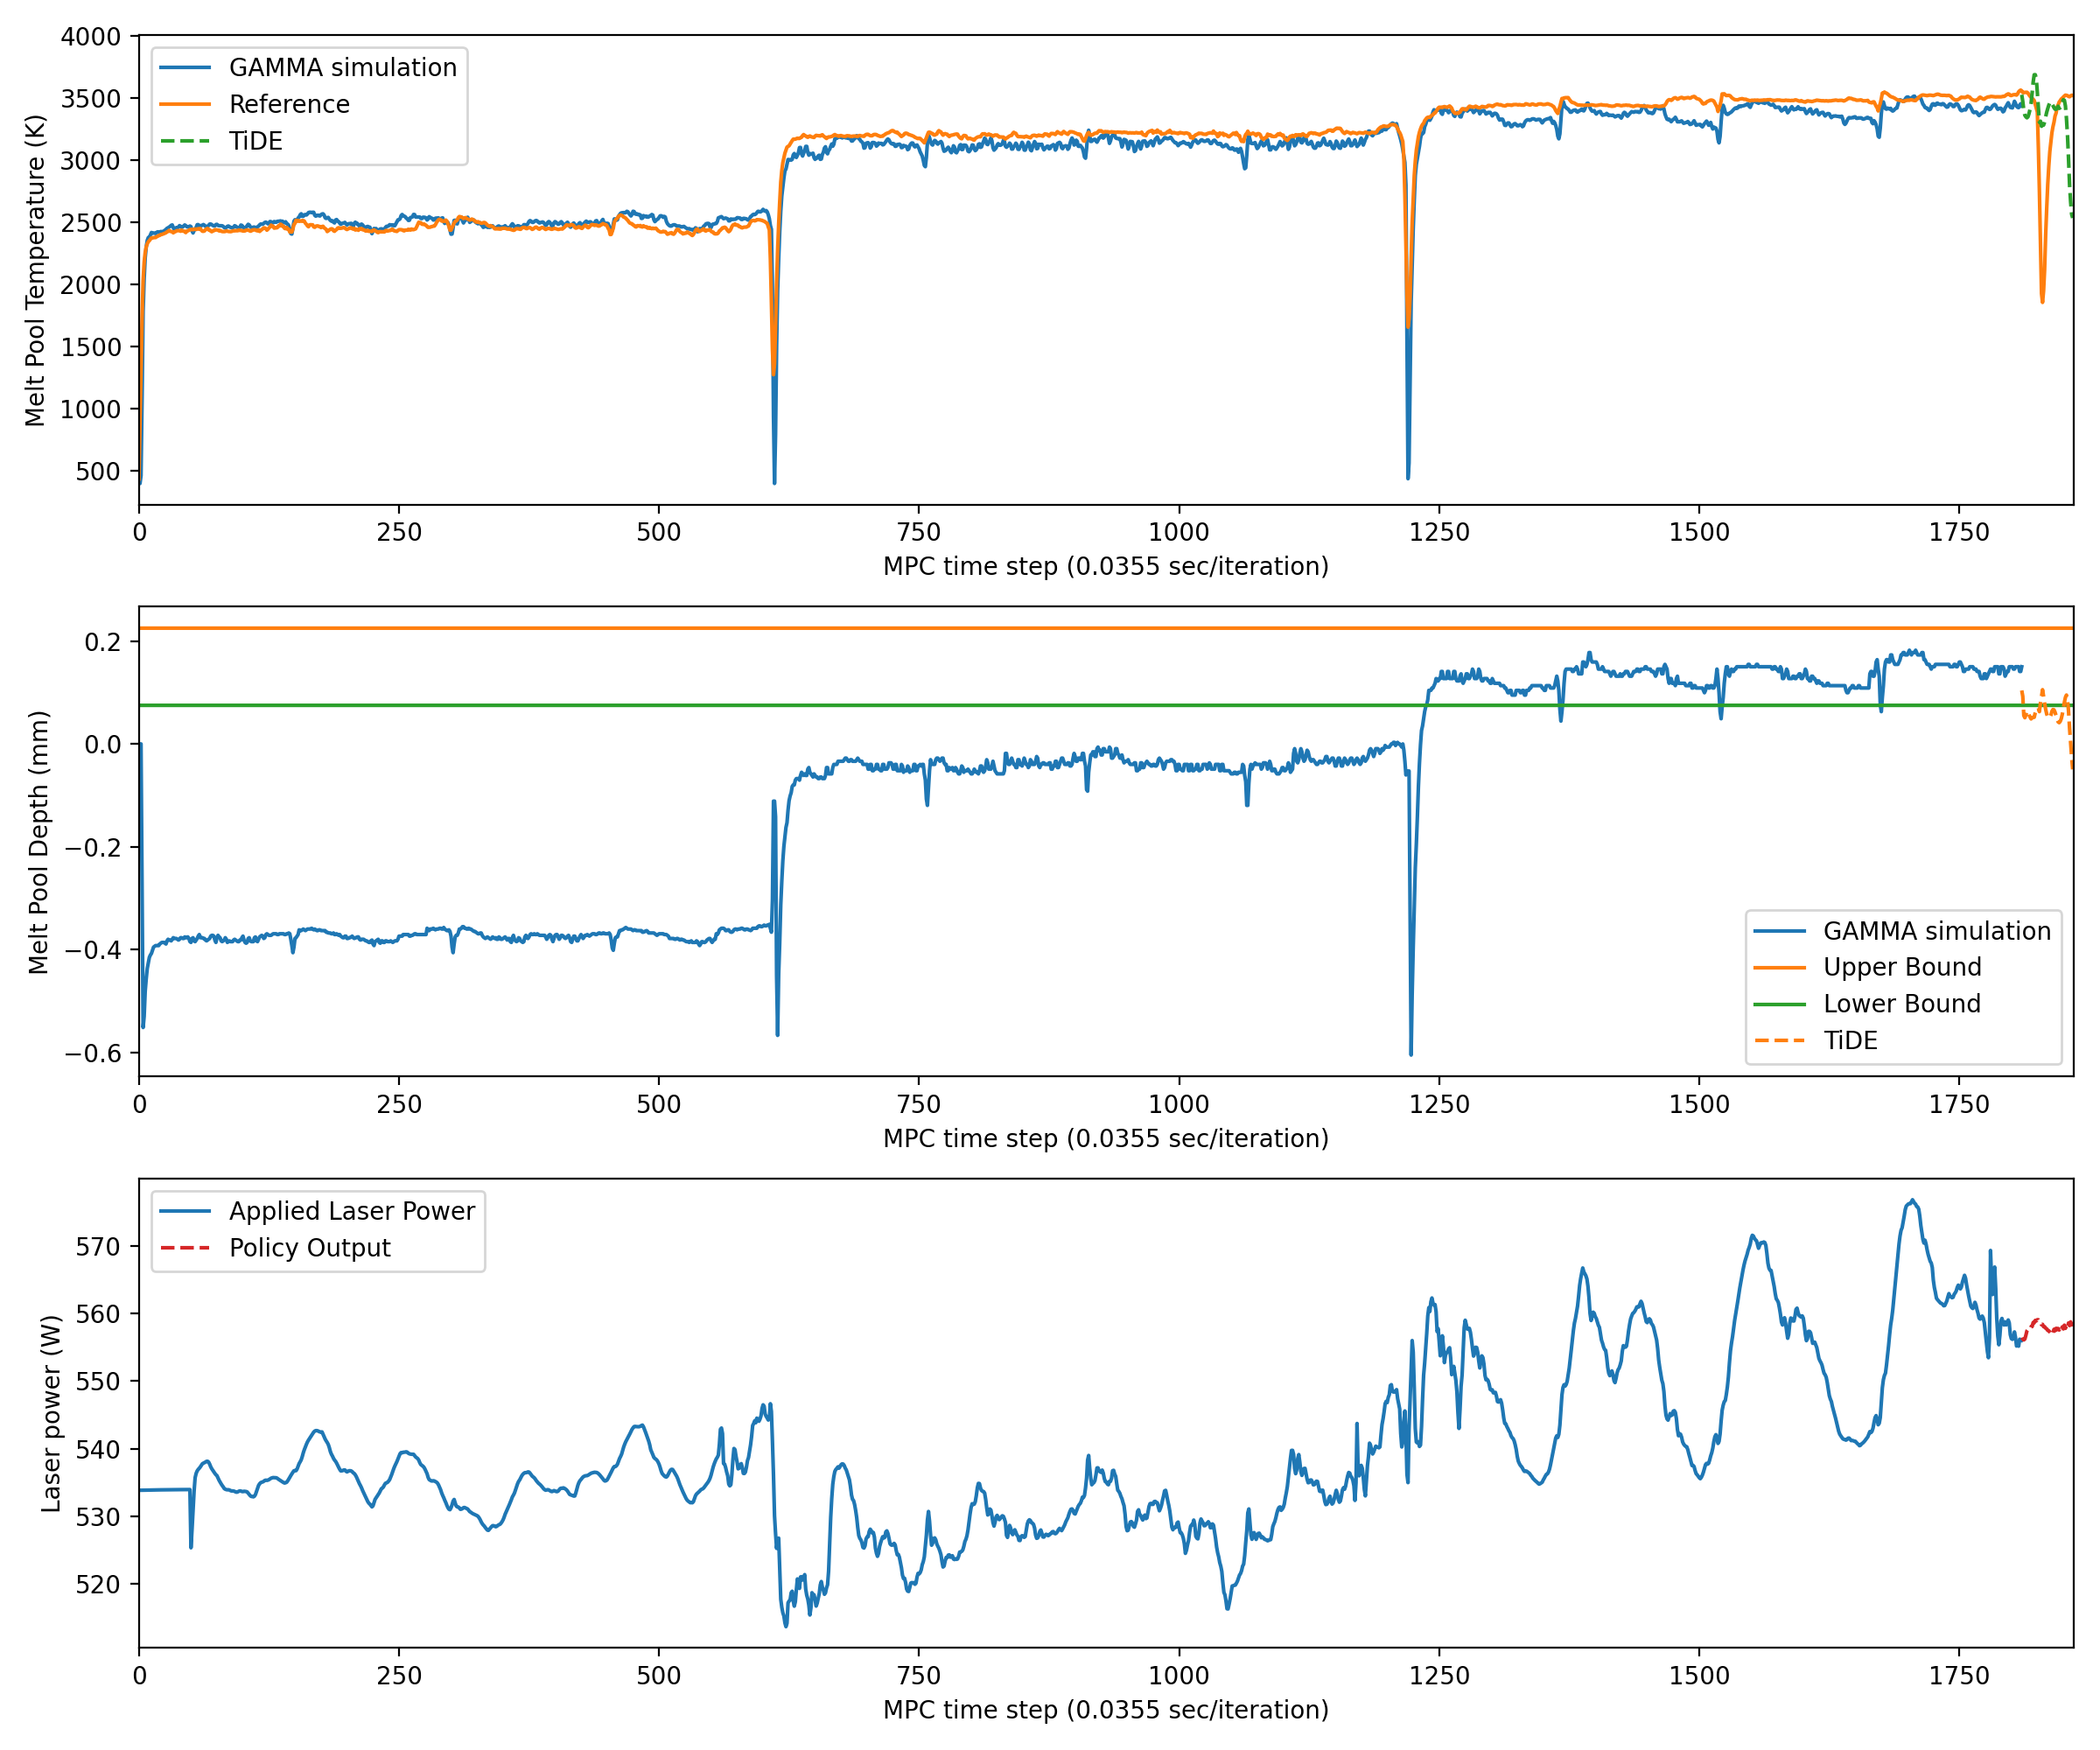 4000
3500
3000
2500
2000
1500
1000
500
Melt Pool Temperature (K)
GAMMA simulation
Reference
TiDE
0 250 500 750 1000 1250 1500 1750
MPC time step (0.0355 sec/iteration)
0.2
0.0
−0.2
−0.4
−0.6
Melt Pool Depth (mm)
GAMMA simulation
Upper Bound
Lower Bound
TiDE
0 250 500 750 1000 1250 1500 1750
MPC time step (0.0355 sec/iteration)
570
560
550
540
530
520
Laser power (W)
Applied Laser Power
Policy Output
0 250 500 750 1000 1250 1500 1750
MPC time step (0.0355 sec/iteration)